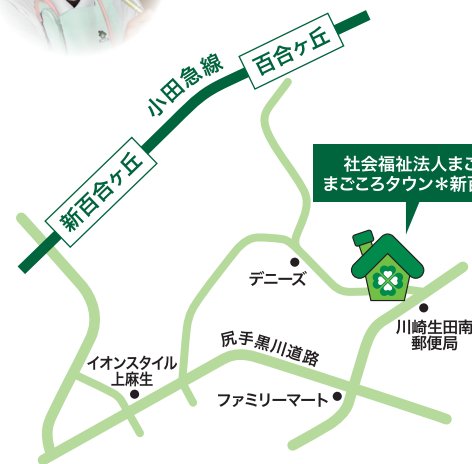 百合ヶ丘
小田急線
新百合ヶ丘
社会福祉法人まご
まごころタウン＊新百
デニーズ
川崎生田南
郵便局
尻手黒川道路
イオンスタイル
上麻生
ファミリーマート